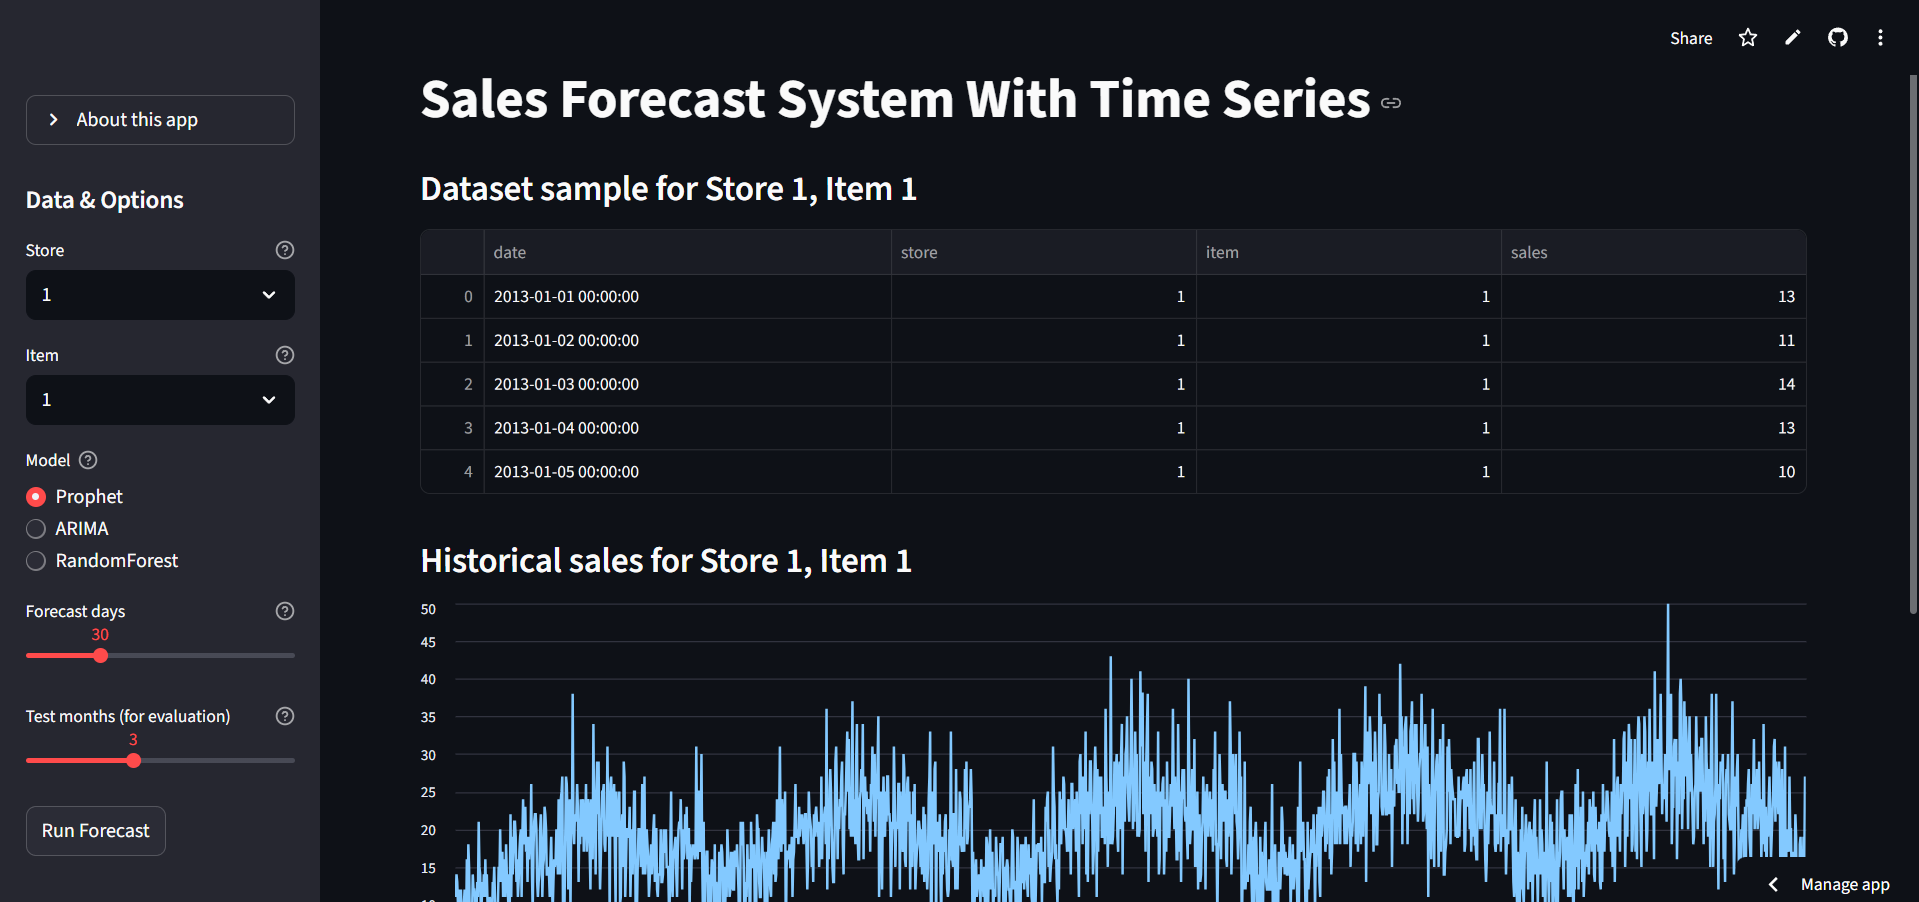 Share
About this app
Data & Options
Store
1
Item
1
Model
Prophet
ARIMA
RandomForest
Forecast days
30
Test months (for evaluation)
3
Run Forecast
Sales Forecast System With Time Series
Dataset sample for Store 1, Item 1
date store item sales
0 2013-01-01 00:00:00 1 1 13
1 2013-01-02 00:00:00 1 1 11
2 2013-01-03 00:00:00 1 1 14
3 2013-01-04 00:00:00 1 1 13
4 2013-01-05 00:00:00 1 1 10
Historical sales for Store 1, Item 1
50
45
40
35
30
25
20
15
Manage app